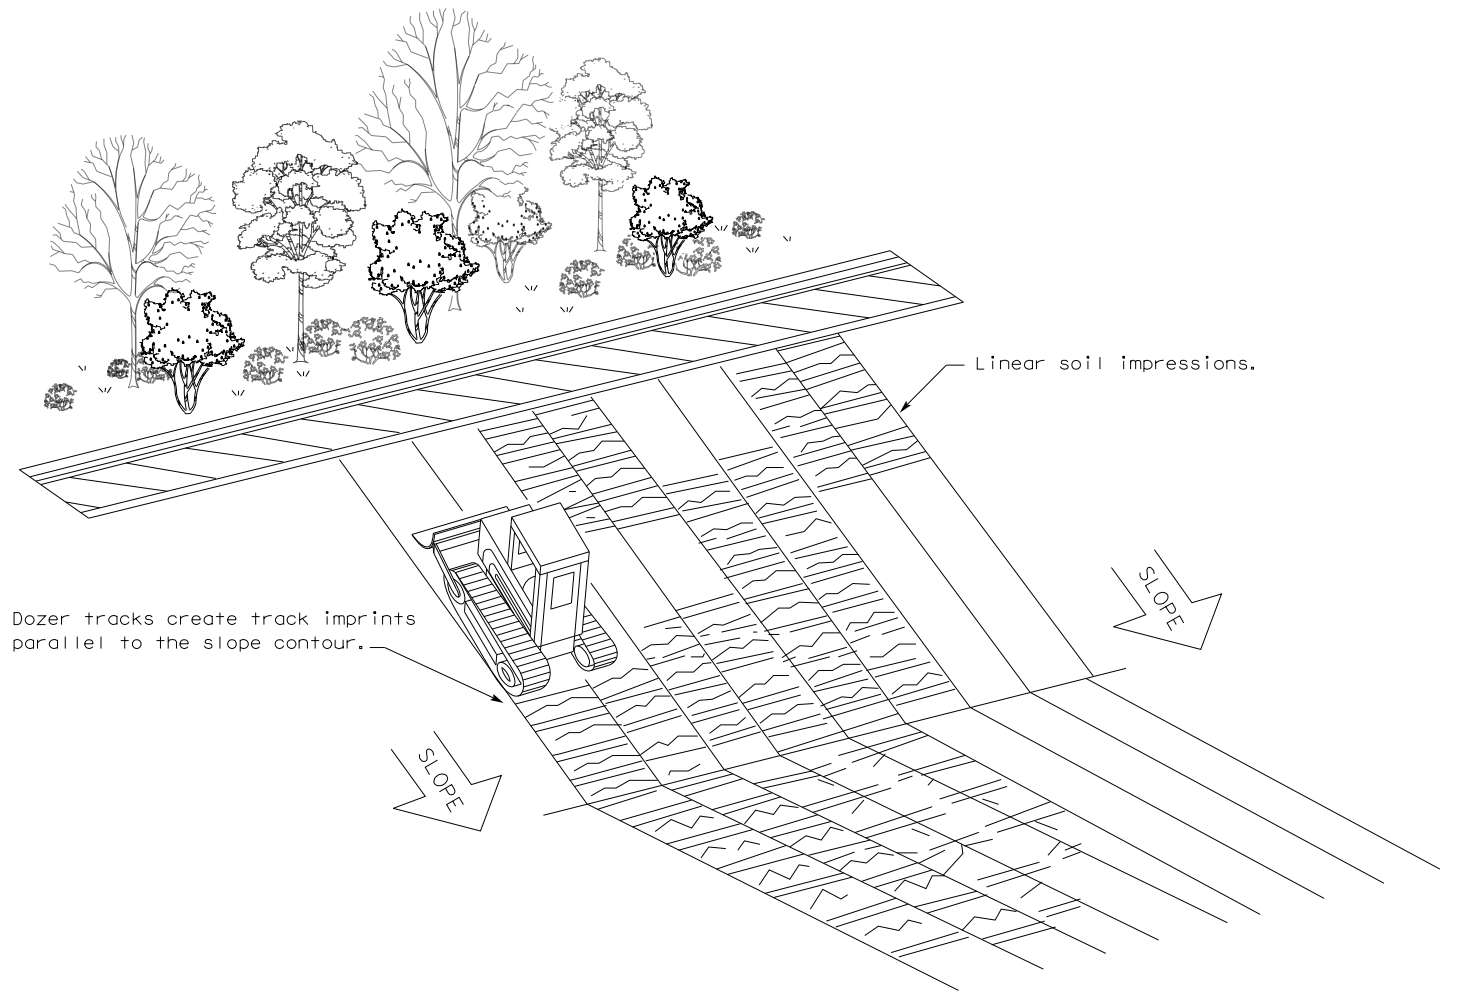 Linear soil impressions.
Dozer tracks create track imprints
parallel to the slope contour.
SLOPE
SLOPE